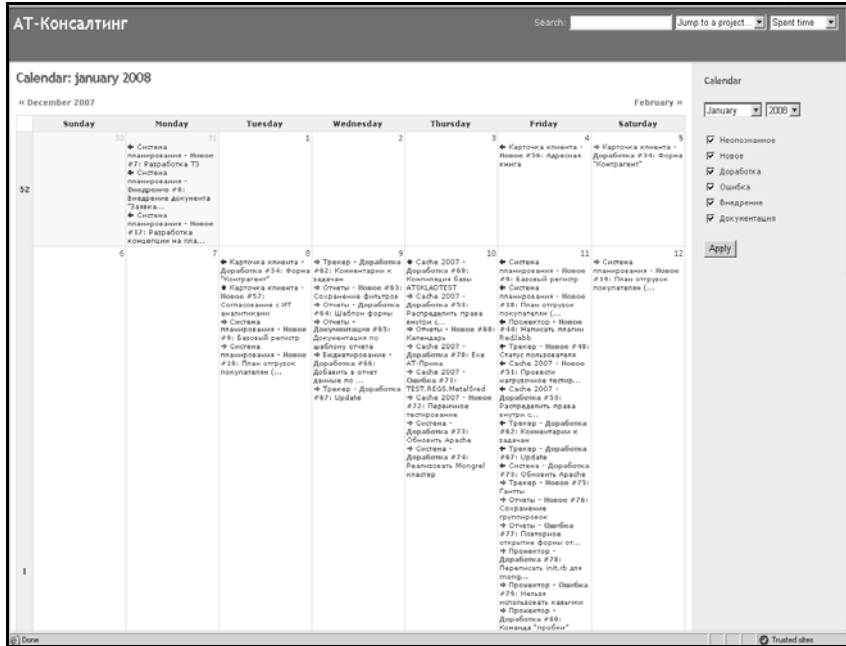 АТ-Консалтинг
Search: Jump to a project... Spent time
Calendar: january 2008
« December 2007 February »
Sunday Monday Tuesday Wednesday Thursday Friday Saturday
52
30
31
Система
планирования - Новое
#7: Разработка ТЗ
Система
планирования -
Внедрение #8:
Внедрение документа
"Заявка...
Система
планирования - Новое
#17: Разработка
концепции на пла...
1
2
3
4
Карточка клиента -
Новое #56: Адресная
книга
5
Карточка клиента -
Доработка #34: Форма
"Контрагент"
1
6
7
8
Карточка клиента -
Доработка #34: Форма
"Контрагент"
Карточка клиента -
Новое #57:
Согласование с ИТ
аналитиками
Система
планирования - Новое
#9: Базовый регистр
Система
планирования - Новое
#18: План отгрузок
покупателям (...
9
Трекер - Доработка
#62: Комментарии к
задачам
Отчеты - Новое #63:
Сохранение фильтров
Отчеты - Доработка
#64: Шаблон формы
Отчеты -
Документация #65:
Документация по
шаблону отчета
Бюджетирование -
Доработка #66:
Добавить в отчет
данные по ...
Трекер - Доработка
#67: Update
10
Cache 2007 -
Доработка #69:
Компиляция базы
ATSKLADTEST
Cache 2007 -
Доработка #53:
Распределить права
внутри с...
Отчеты - Новое #68:
Календарь
Cache 2007 -
Доработка #70: Exe
АТ-Прима
Cache 2007 -
Ошибка #71:
TEST.REGS.MetalSred
Cache 2007 - Новое
#72: Первичное
тестирование
Система -
Доработка #73:
Обновить Apache
Система -
Доработка #74:
Реализовать Mongrel
кластер
11
Система
планирования - Новое
#9: Базовый регистр
Система
планирования - Новое
#18: План отгрузок
покупателям (...
Прожектор - Новое
#44: Написать плагин
RedJabb
Трекер - Новое #48:
Статус пользователя
Cache 2007 - Новое
#51: Провести
нагрузочное тестир...
Cache 2007 -
Доработка #53:
Распределить права
внутри с...
Трекер - Доработка
#62: Комментарии к
задачам
Трекер - Доработка
#67: Update
Система - Доработка
#73: Обновить Apache
Трекер - Новое #75:
Гантты
Отчеты - Новое #76:
Сохранение
группировок
Отчеты - Ошибка
#77: Повторное
открытие формы от...
Прожектор -
Доработка #78:
Переписать init.rb для
mong...
Прожектор - Ошибка
#79: Нельзя
использовать кавычки
Прожектор -
Доработка #80:
Команда "пробки"
12
Система
планирования - Новое
#19: План отгрузок
покупателям (...
Calendar
January 2008
Неопознанное
Новое
Доработка
Ошибка
Внедрение
Документация
Apply
Done Trusted sites